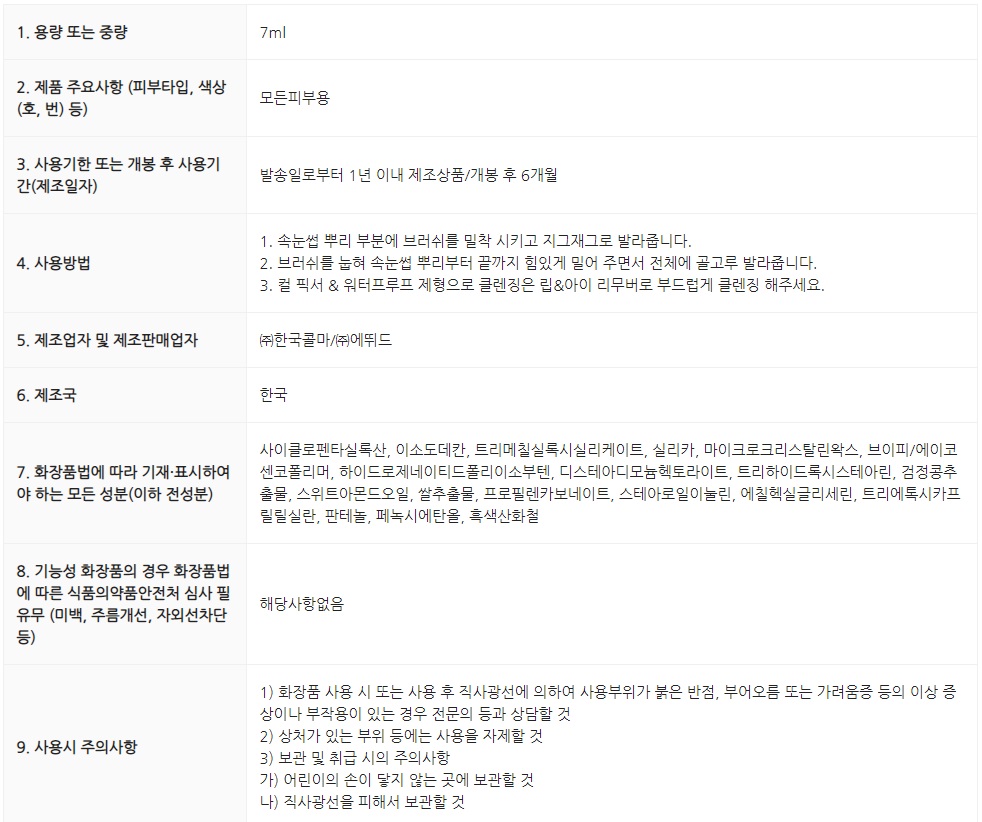 1. 용량 또는 중량
7ml
2. 제품 주요사항 (피부타입, 색상
(호, 번) 등)
모든피부용
3. 사용기한 또는 개봉 후 사용기
간(제조일자)
발송일로부터 1년 이내 제조상품/개봉 후 6개월
4. 사용방법
1. 속눈썹 뿌리 부분에 브러쉬를 밀착 시키고 지그재그로 발라줍니다.
2. 브러쉬를 눕혀 속눈썹 뿌리부터 끝까지 힘있게 밀어 주면서 전체에 골고루 발라줍니다.
3. 컬 픽서 & 워터프루프 제형으로 클렌징은 립&아이 리무버로 부드럽게 클렌징 해주세요.
5. 제조업자 및 제조판매업자
㈜한국콜마/㈜에뛰드
6. 제조국
한국
7. 화장품법에 따라 기재·표시하여
야 하는 모든 성분(이하 전성분)
사이클로펜타실록산, 이소도데칸, 트리메칠실록시실리케이트, 실리카, 마이크로크리스탈린왁스, 브이피/에이코
센코폴리머, 하이드로제네이티드폴리이소부텐, 디스테아디모늄헥토라이트, 트리하이드록시스테아린, 검정콩추
출물, 스위트아몬드오일, 쌀추출물, 프로필렌카보네이트, 스테아로일이눌린, 에칠헥실글리세린, 트리에톡시카프
릴릴실란, 판테놀, 페녹시에탄올, 흑색산화철
8. 기능성 화장품의 경우 화장품법
에 따른 식품의약품안전처 심사 필
유무 (미백, 주름개선, 자외선차단
등)
해당사항없음
9. 사용시 주의사항
1) 화장품 사용 시 또는 사용 후 직사광선에 의하여 사용부위가 붉은 반점, 부어오름 또는 가려움증 등의 이상 증
상이나 부작용이 있는 경우 전문의 등과 상담할 것
2) 상처가 있는 부위 등에는 사용을 자제할 것
3) 보관 및 취급 시의 주의사항
가) 어린이의 손이 닿지 않는 곳에 보관할 것
나) 직사광선을 피해서 보관할 것